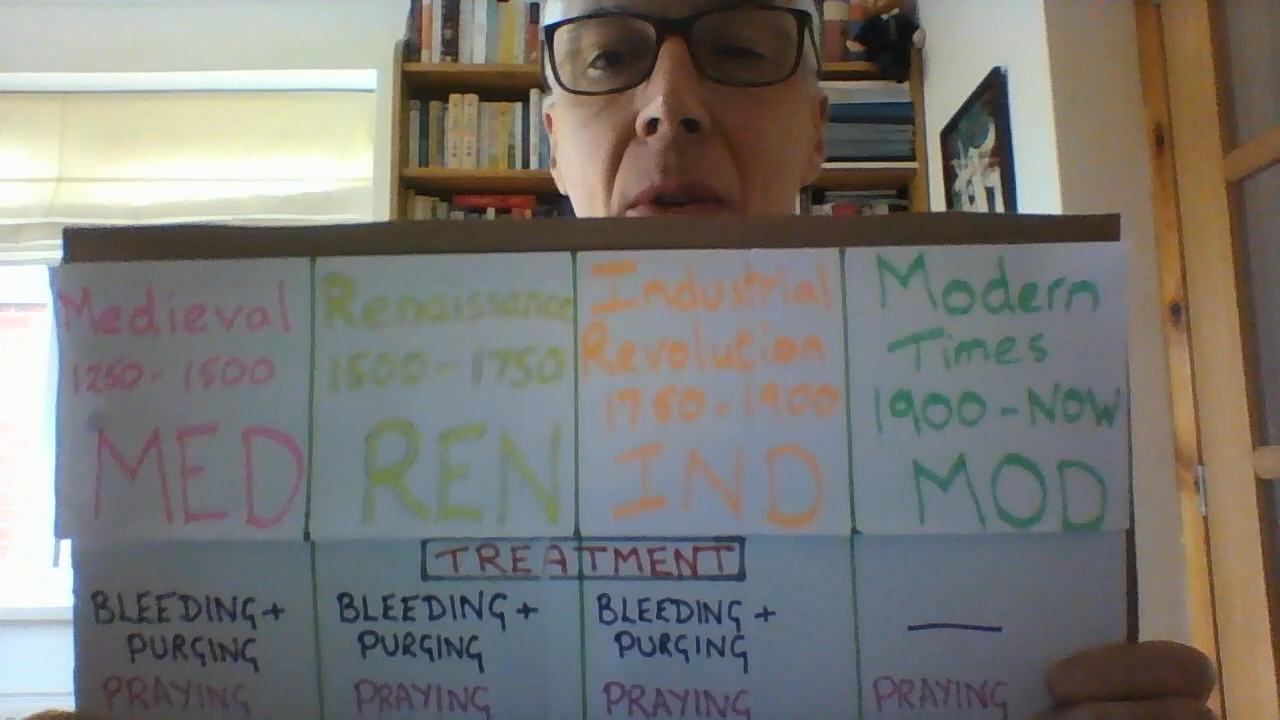 Medieval
1250 - 1500
MED
Renaissance
1500 - 1750
REN
Industrial
Revolution
1750 - 1900
IND
Modern
Times
1900 - NOW
MOD
TREATMENT
BLEEDING +
PURGING
PRAYING
BLEEDING +
PURGING
PRAYING
BLEEDING +
PURGING
PRAYING
PRAYING